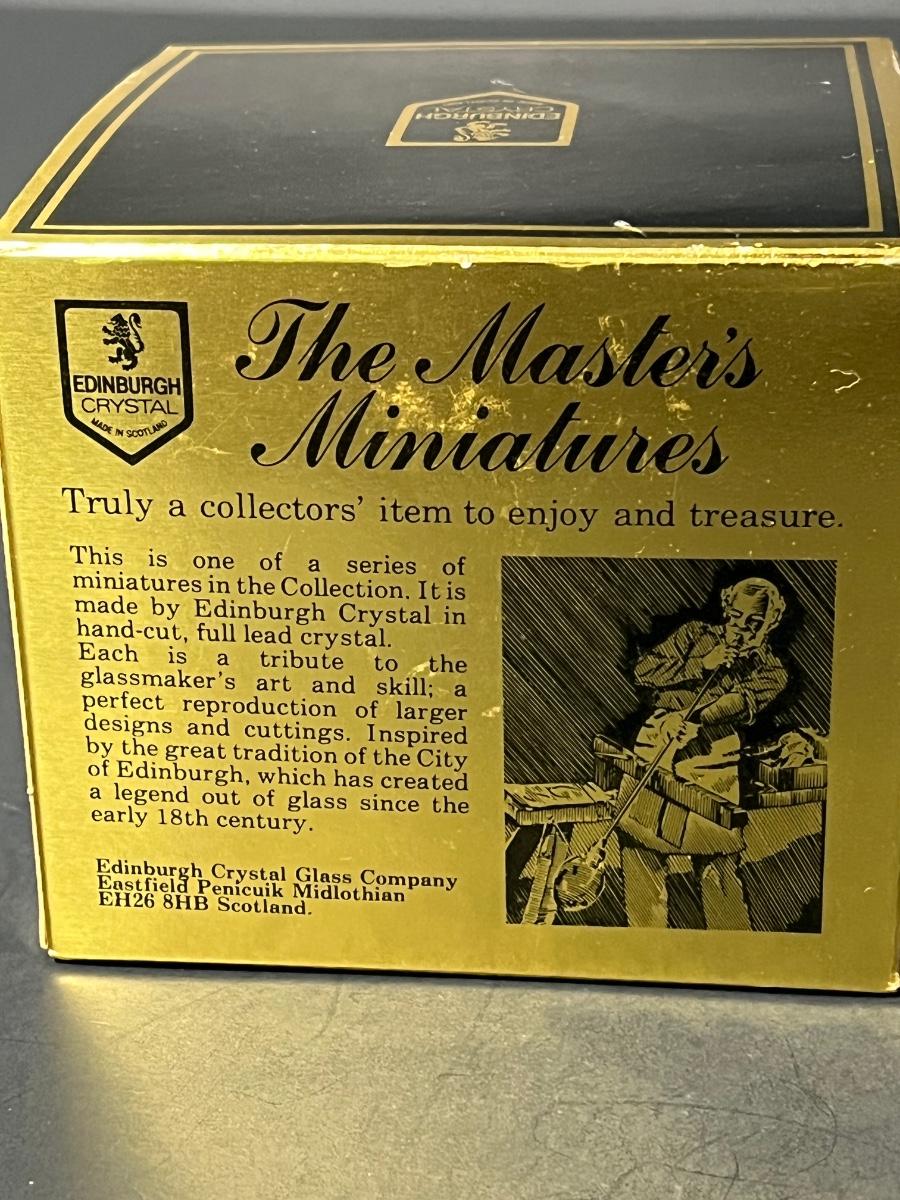 EDINBURGH
CRYSTAL
EDINBURGH
CRYSTAL
MADE IN SCOTLAND
The Master's
Miniatures
Truly a collectors' item to enjoy and treasure.
This is one of a series of
miniatures in the Collection. It is
made by Edinburgh Crystal in
hand-cut, full lead crystal.
Each is a tribute to the
glassmaker's art and skill; a
perfect reproduction of larger
designs and cuttings. Inspired
by the great tradition of the City
of Edinburgh, which has created
a legend out of glass since the
early 18th century.
Edinburgh Crystal Glass Company
Eastfield Penicuik Midlothian
EH26 8HB Scotland.